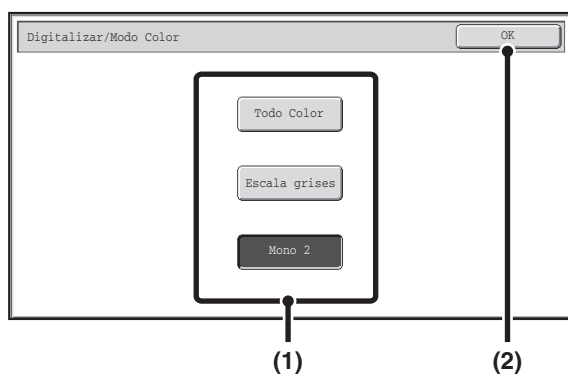 Digitalizar/Modo Color
OK
Todo Color
Escala grises
Mono 2
(1)
(2)